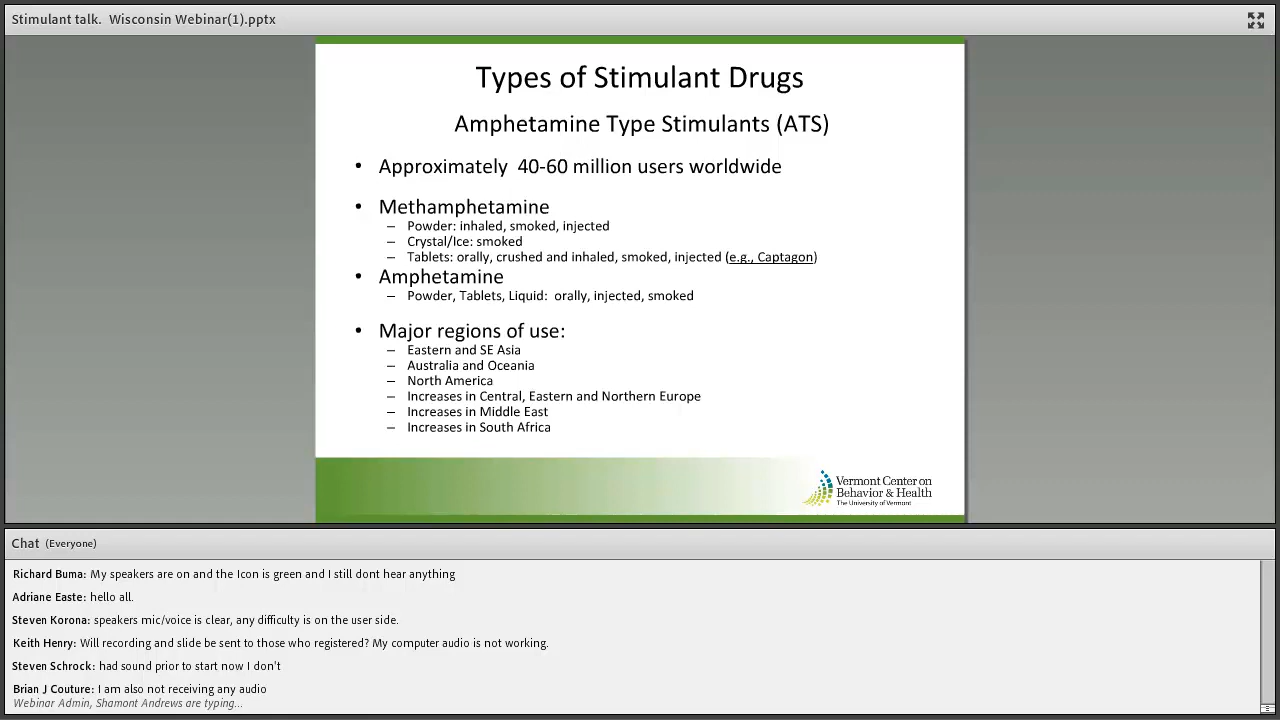 Stimulant talk.  Wisconsin Webinar(1).pptx
Types of Stimulant Drugs
Amphetamine Type Stimulants (ATS)
• Approximately  40-60 million users worldwide
• Methamphetamine
– Powder: inhaled, smoked, injected
– Crystal/Ice: smoked
– Tablets: orally, crushed and inhaled, smoked, injected (e.g., Captagon)
• Amphetamine
– Powder, Tablets, Liquid:  orally, injected, smoked
• Major regions of use:
– Eastern and SE Asia
– Australia and Oceania
– North America
– Increases in Central, Eastern and Northern Europe
– Increases in Middle East
– Increases in South Africa
Vermont Center on
Behavior & Health
The University of Vermont
Chat (Everyone)
Richard Buma: My speakers are on and the Icon is green and I still dont hear anything
Adriane Easte: hello all.
Steven Korona: speakers mic/voice is clear, any difficulty is on the user side.
Keith Henry: Will recording and slide be sent to those who registered? My computer audio is not working.
Steven Schrock: had sound prior to start now I don't
Brian J Couture: I am also not receiving any audio
Webinar Admin, Shamont Andrews are typing...